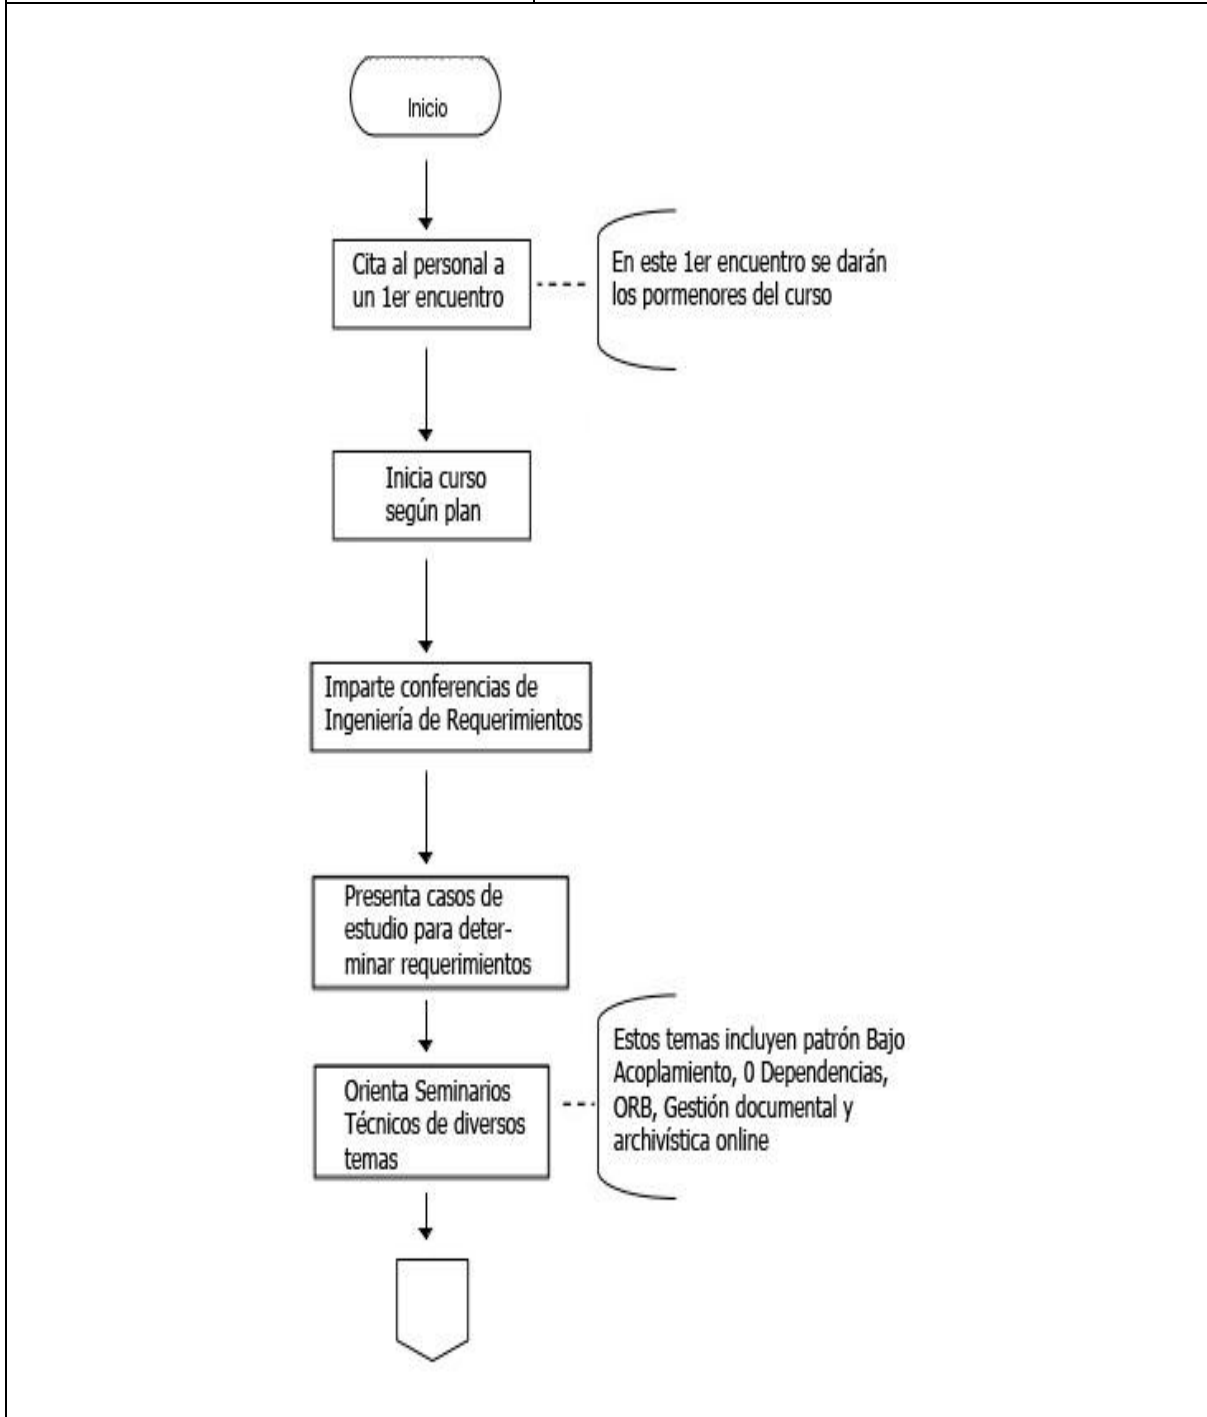 Inicio
Cita al personal a
un 1er encuentro
En este 1er encuentro se darán
los pormenores del curso
Inicia curso
según plan
Imparte conferencias de
Ingeniería de Requerimientos
Presenta casos de
estudio para deter-
minar requerimientos
Orienta Seminarios
Técnicos de diversos
temas
Estos temas incluyen patrón Bajo
Acoplamiento, 0 Dependencias,
ORB, Gestión documental y
archivística online